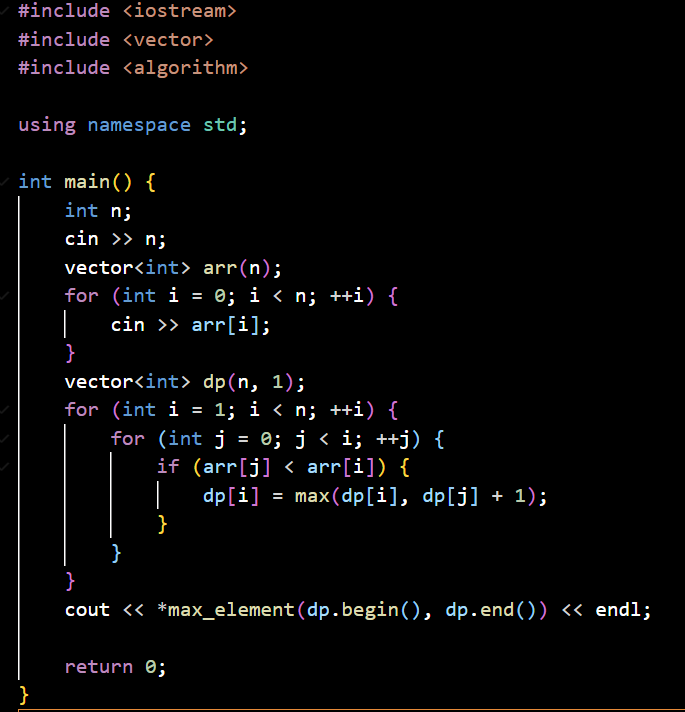 #include <iostream>
#include <vector>
#include <algorithm>

using namespace std;

int main() {
    int n;
    cin >> n;
    vector<int> arr(n);
    for (int i = 0; i < n; ++i) {
        cin >> arr[i];
    }
    vector<int> dp(n, 1);
    for (int i = 1; i < n; ++i) {
        for (int j = 0; j < i; ++j) {
            if (arr[j] < arr[i]) {
                dp[i] = max(dp[i], dp[j] + 1);
            }
        }
    }
    cout << *max_element(dp.begin(), dp.end()) << endl;

    return 0;
}